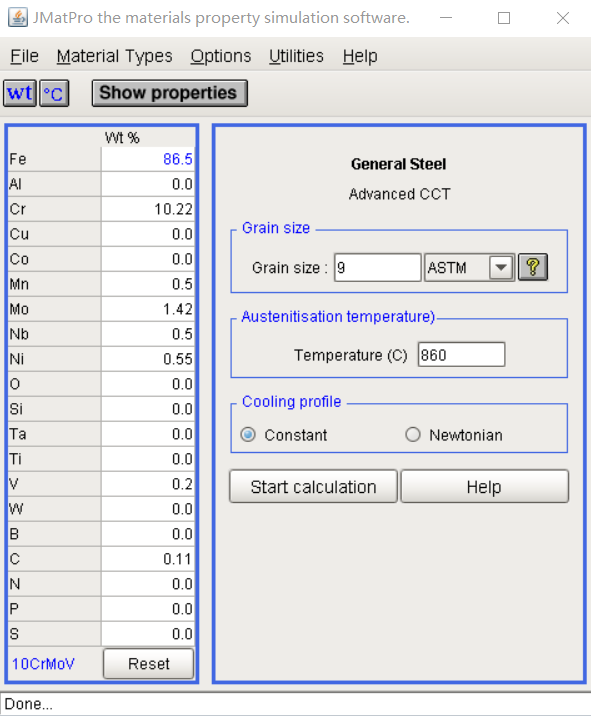 JMatPro the materials property simulation software.
File Material Types Options Utilities Help
wt °C Show properties
Wt %
Fe 86.5
Al 0.0
Cr 10.22
Cu 0.0
Co 0.0
Mn 0.5
Mo 1.42
Nb 0.5
Ni 0.55
O 0.0
Si 0.0
Ta 0.0
Ti 0.0
V 0.2
W 0.0
B 0.0
C 0.11
N 0.0
P 0.0
S 0.0
10CrMoV Reset
General Steel
Advanced CCT
Grain size
Grain size : 9 ASTM ?
Austenitisation temperature)
Temperature (C) 860
Cooling profile
Constant Newtonian
Start calculation Help
Done...